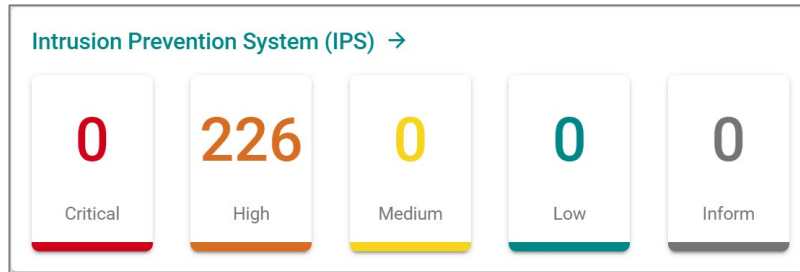 Intrusion Prevention System (IPS) →
0 226 0 0 0
Critical High Medium Low Inform